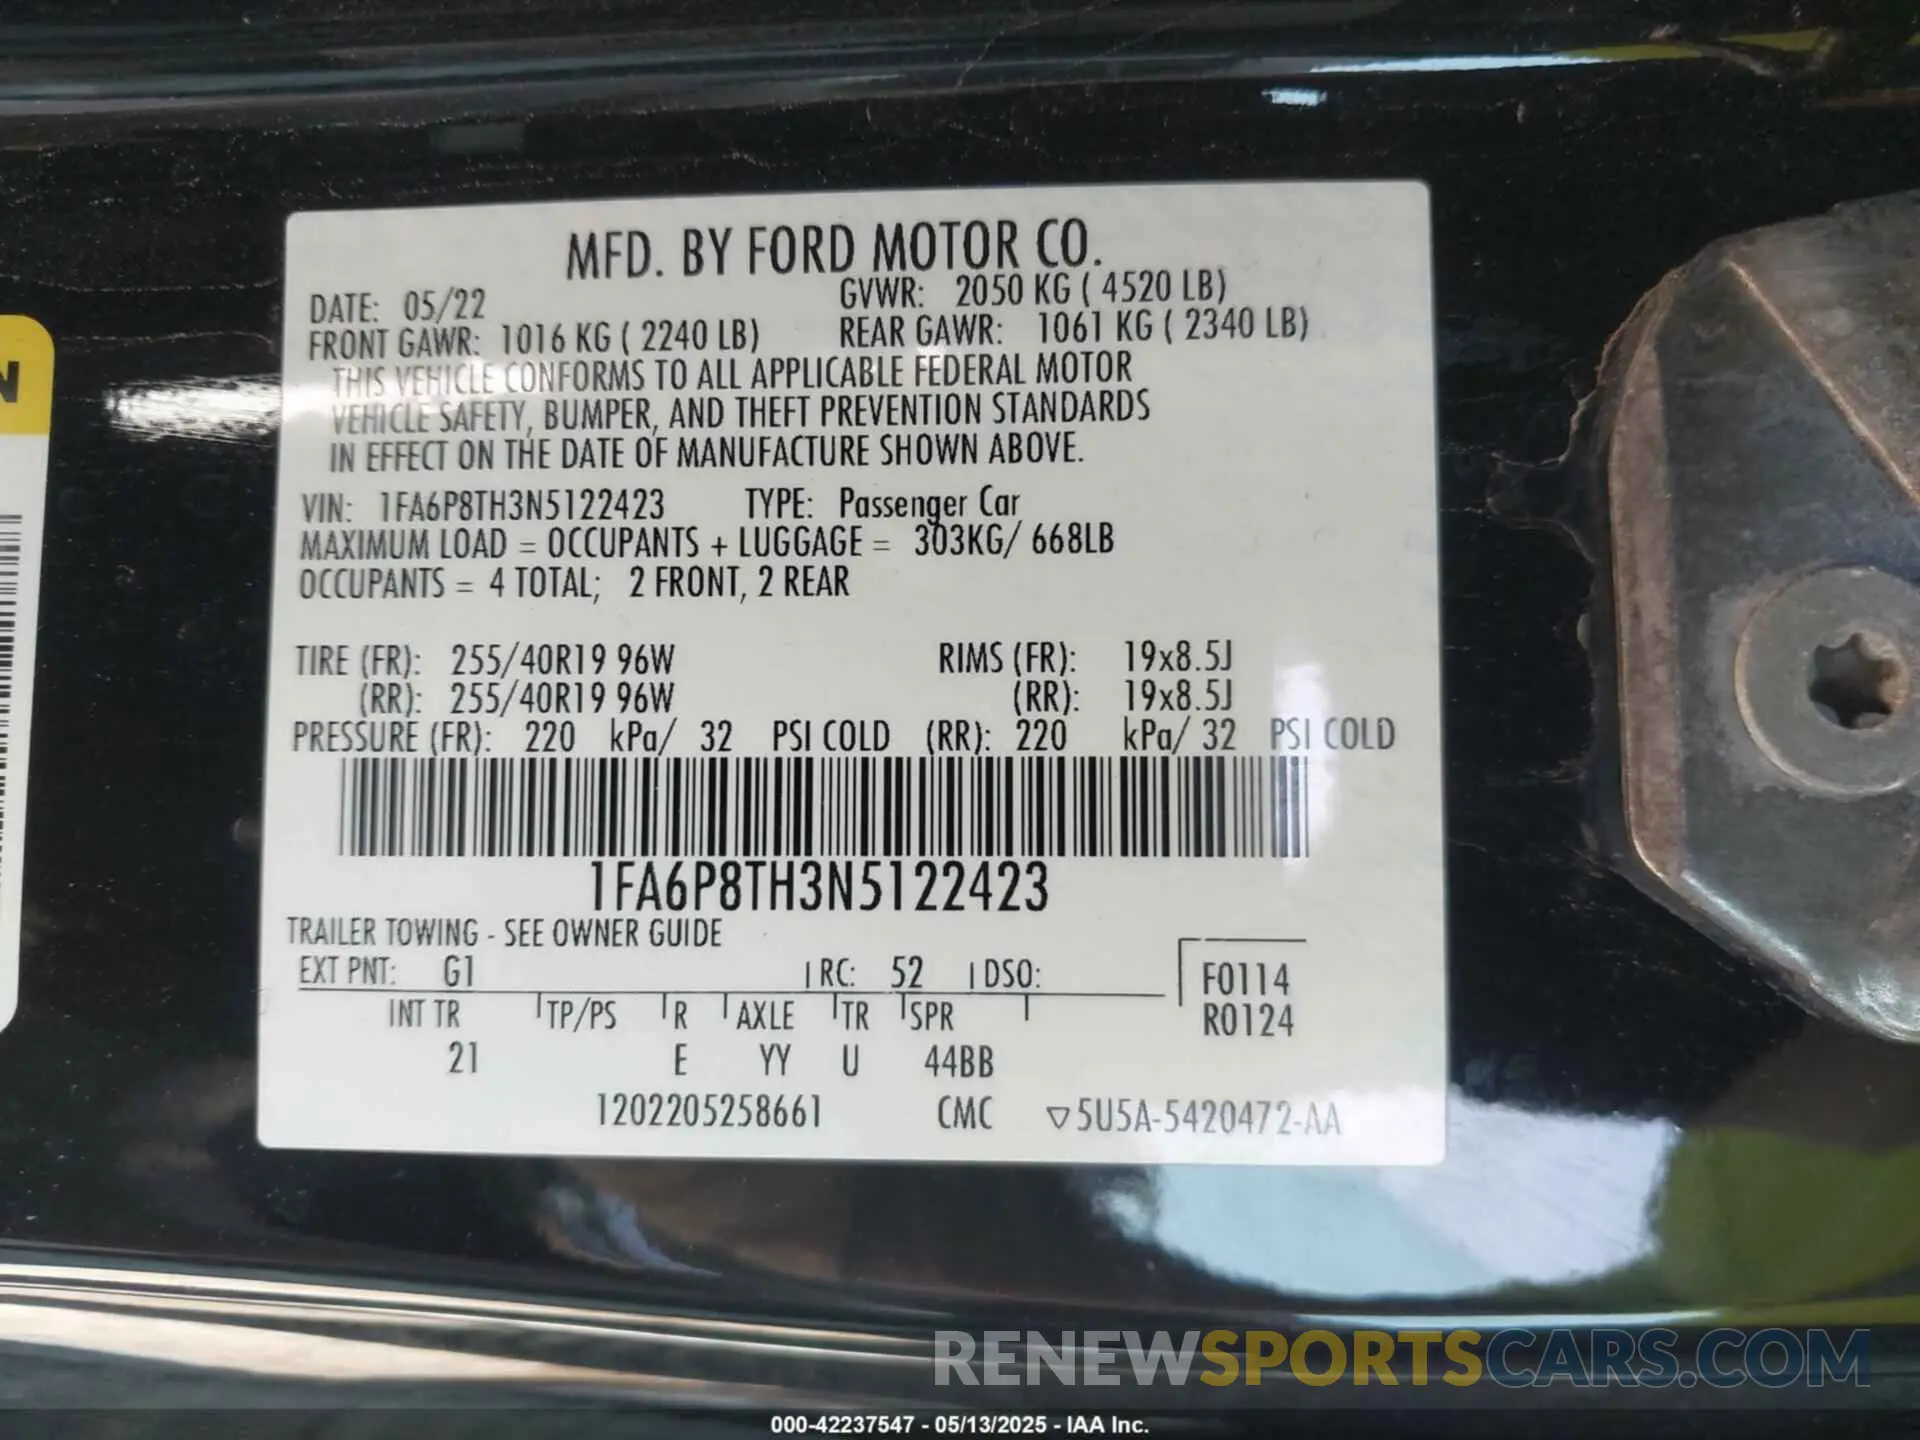 MFD. BY FORD MOTOR CO.
DATE: 05/22 GVWR: 2050 KG ( 4520 LB)
FRONT GAWR: 1016 KG ( 2240 LB) REAR GAWR: 1061 KG ( 2340 LB)
THIS VEHICLE CONFORMS TO ALL APPLICABLE FEDERAL MOTOR
VEHICLE SAFETY, BUMPER, AND THEFT PREVENTION STANDARDS
IN EFFECT ON THE DATE OF MANUFACTURE SHOWN ABOVE.
VIN: 1FA6P8TH3N5122423 TYPE: Passenger Car
MAXIMUM LOAD = OCCUPANTS + LUGGAGE = 303KG/ 668LB
OCCUPANTS = 4 TOTAL; 2 FRONT, 2 REAR
TIRE (FR): 255/40R19 96W RIMS (FR): 19x8.5J
(RR): 255/40R19 96W (RR): 19x8.5J
PRESSURE (FR): 220 kPa/ 32 PSI COLD (RR): 220 kPa/ 32 PSI COLD
1FA6P8TH3N5122423
TRAILER TOWING - SEE OWNER GUIDE
EXT PNT: G1 RC: 52 DSO: F0114
INT TR TP/PS R AXLE TR SPR R0124
21 E YY U 44BB
1202205258661 CMC ▽5U5A-5420472-AA
N
RENEWSPORTSCARS.COM
000-42237547 - 05/13/2025 - IAA Inc.